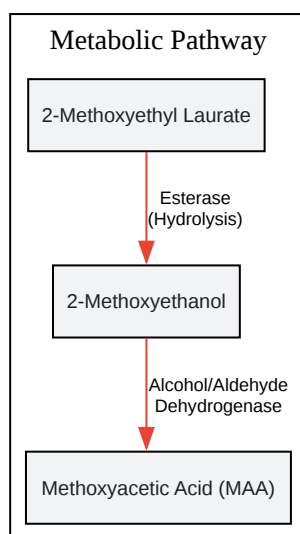 Metabolic Pathway
2-Methoxyethyl Laurate
Esterase
(Hydrolysis)
2-Methoxyethanol
Alcohol/Aldehyde
Dehydrogenase
Methoxyacetic Acid (MAA)